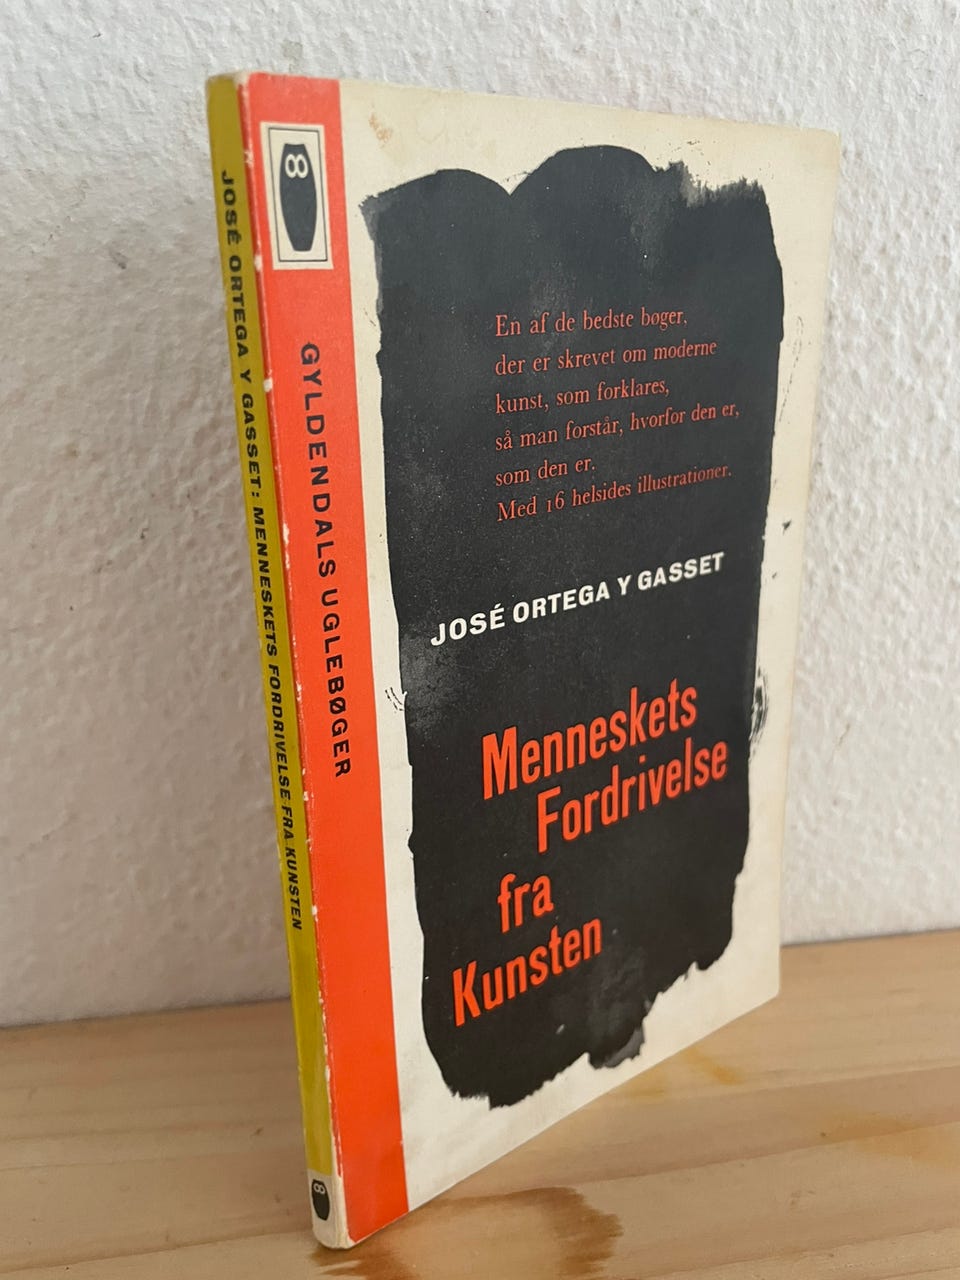 JOSÉ ORTEGA Y GASSET: MENNESKETS FORDRIVELSE FRA KUNSTEN
GYLDENDALS UGLEBØGER
En af de bedste bøger,
der er skrevet om moderne
kunst, som forklares,
så man forstår, hvorfor den er,
som den er.
Med 16 helsides illustrationer.
JOSÉ ORTEGA Y GASSET
Menneskets
Fordrivelse
fra
Kunsten